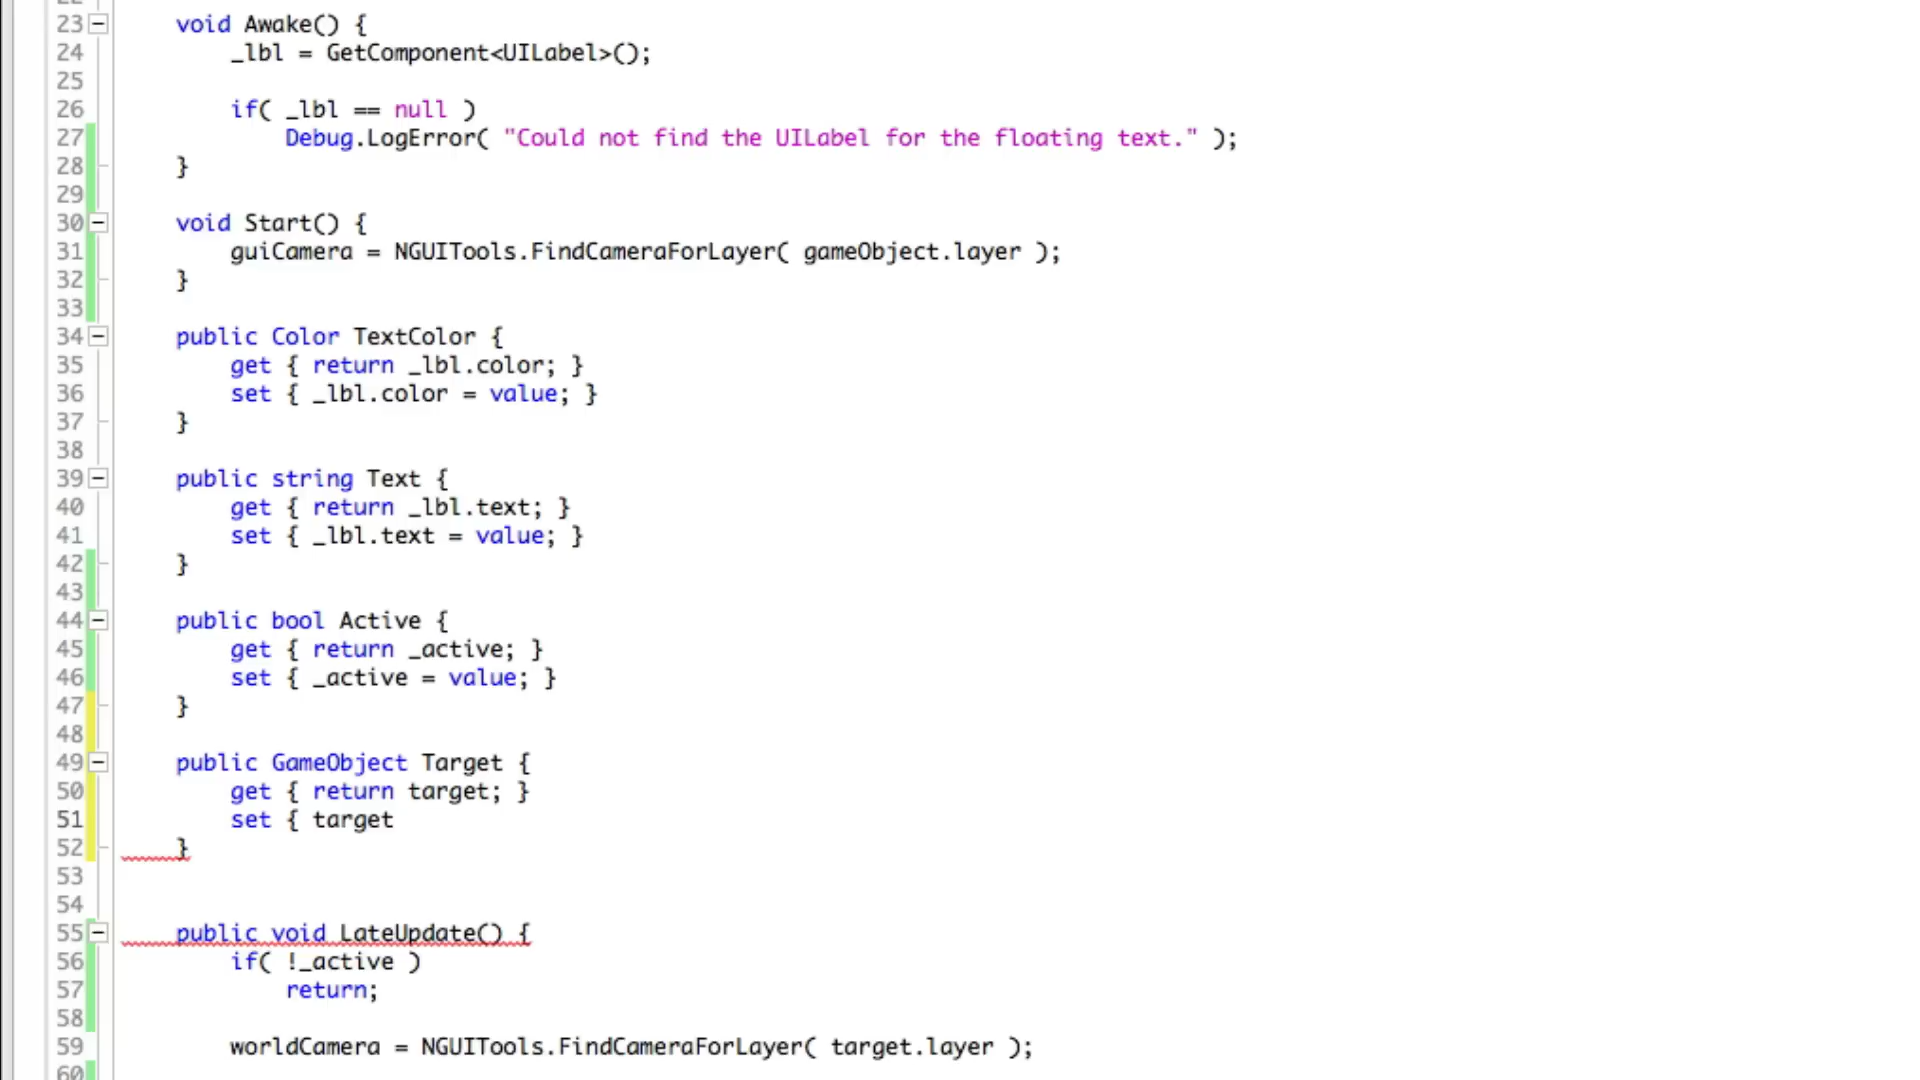 23 void Awake() {
24 _lbl = GetComponent<UILabel>();
25
26 if( _lbl == null )
27 Debug.LogError( "Could not find the UILabel for the floating text." );
28 }
29
30 void Start() {
31 guiCamera = NGUITools.FindCameraForLayer( gameObject.layer );
32 }
33
34 public Color TextColor {
35 get { return _lbl.color; }
36 set { _lbl.color = value; }
37 }
38
39 public string Text {
40 get { return _lbl.text; }
41 set { _lbl.text = value; }
42 }
43
44 public bool Active {
45 get { return _active; }
46 set { _active = value; }
47 }
48
49 public GameObject Target {
50 get { return target; }
51 set { target
52 }
53
54
55 public void LateUpdate() {
56 if( !_active )
57 return;
58
59 worldCamera = NGUITools.FindCameraForLayer( target.layer );
60